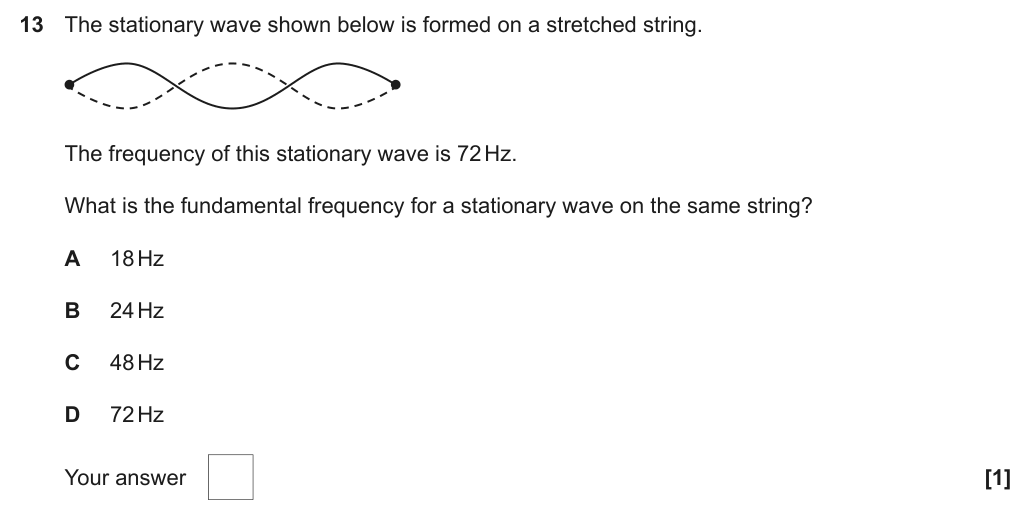 13 The stationary wave shown below is formed on a stretched string.
The frequency of this stationary wave is 72 Hz.
What is the fundamental frequency for a stationary wave on the same string?
A 18 Hz
B 24 Hz
C 48 Hz
D 72 Hz
Your answer [1]